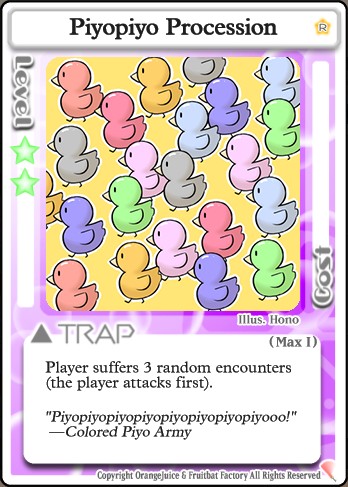 Piyopiyo Procession
R
Level
Cost
Illus. Hono
TRAP
(Max 1)
Player suffers 3 random encounters
(the player attacks first).
"Piyopiyopiyopiyopiyopiyopiyopiyooo!"
—Colored Piyo Army
Copyright OrangeJuice & Fruitbat Factory All Rights Reserved